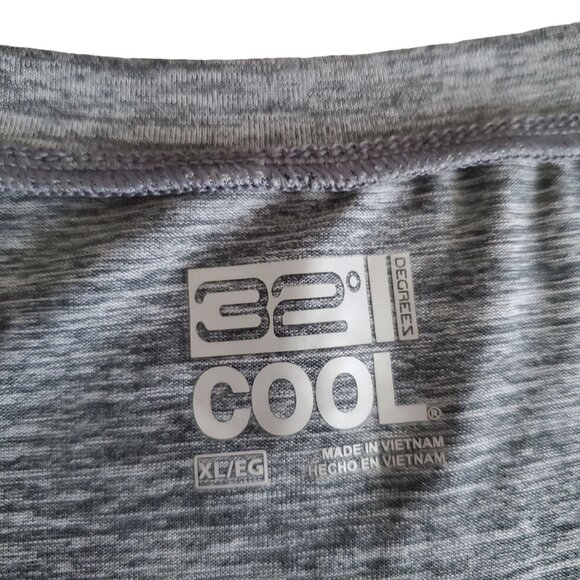 32° DEGREES
COOL®
XL/EG
MADE IN VIETNAM
HECHO EN VIETNAM